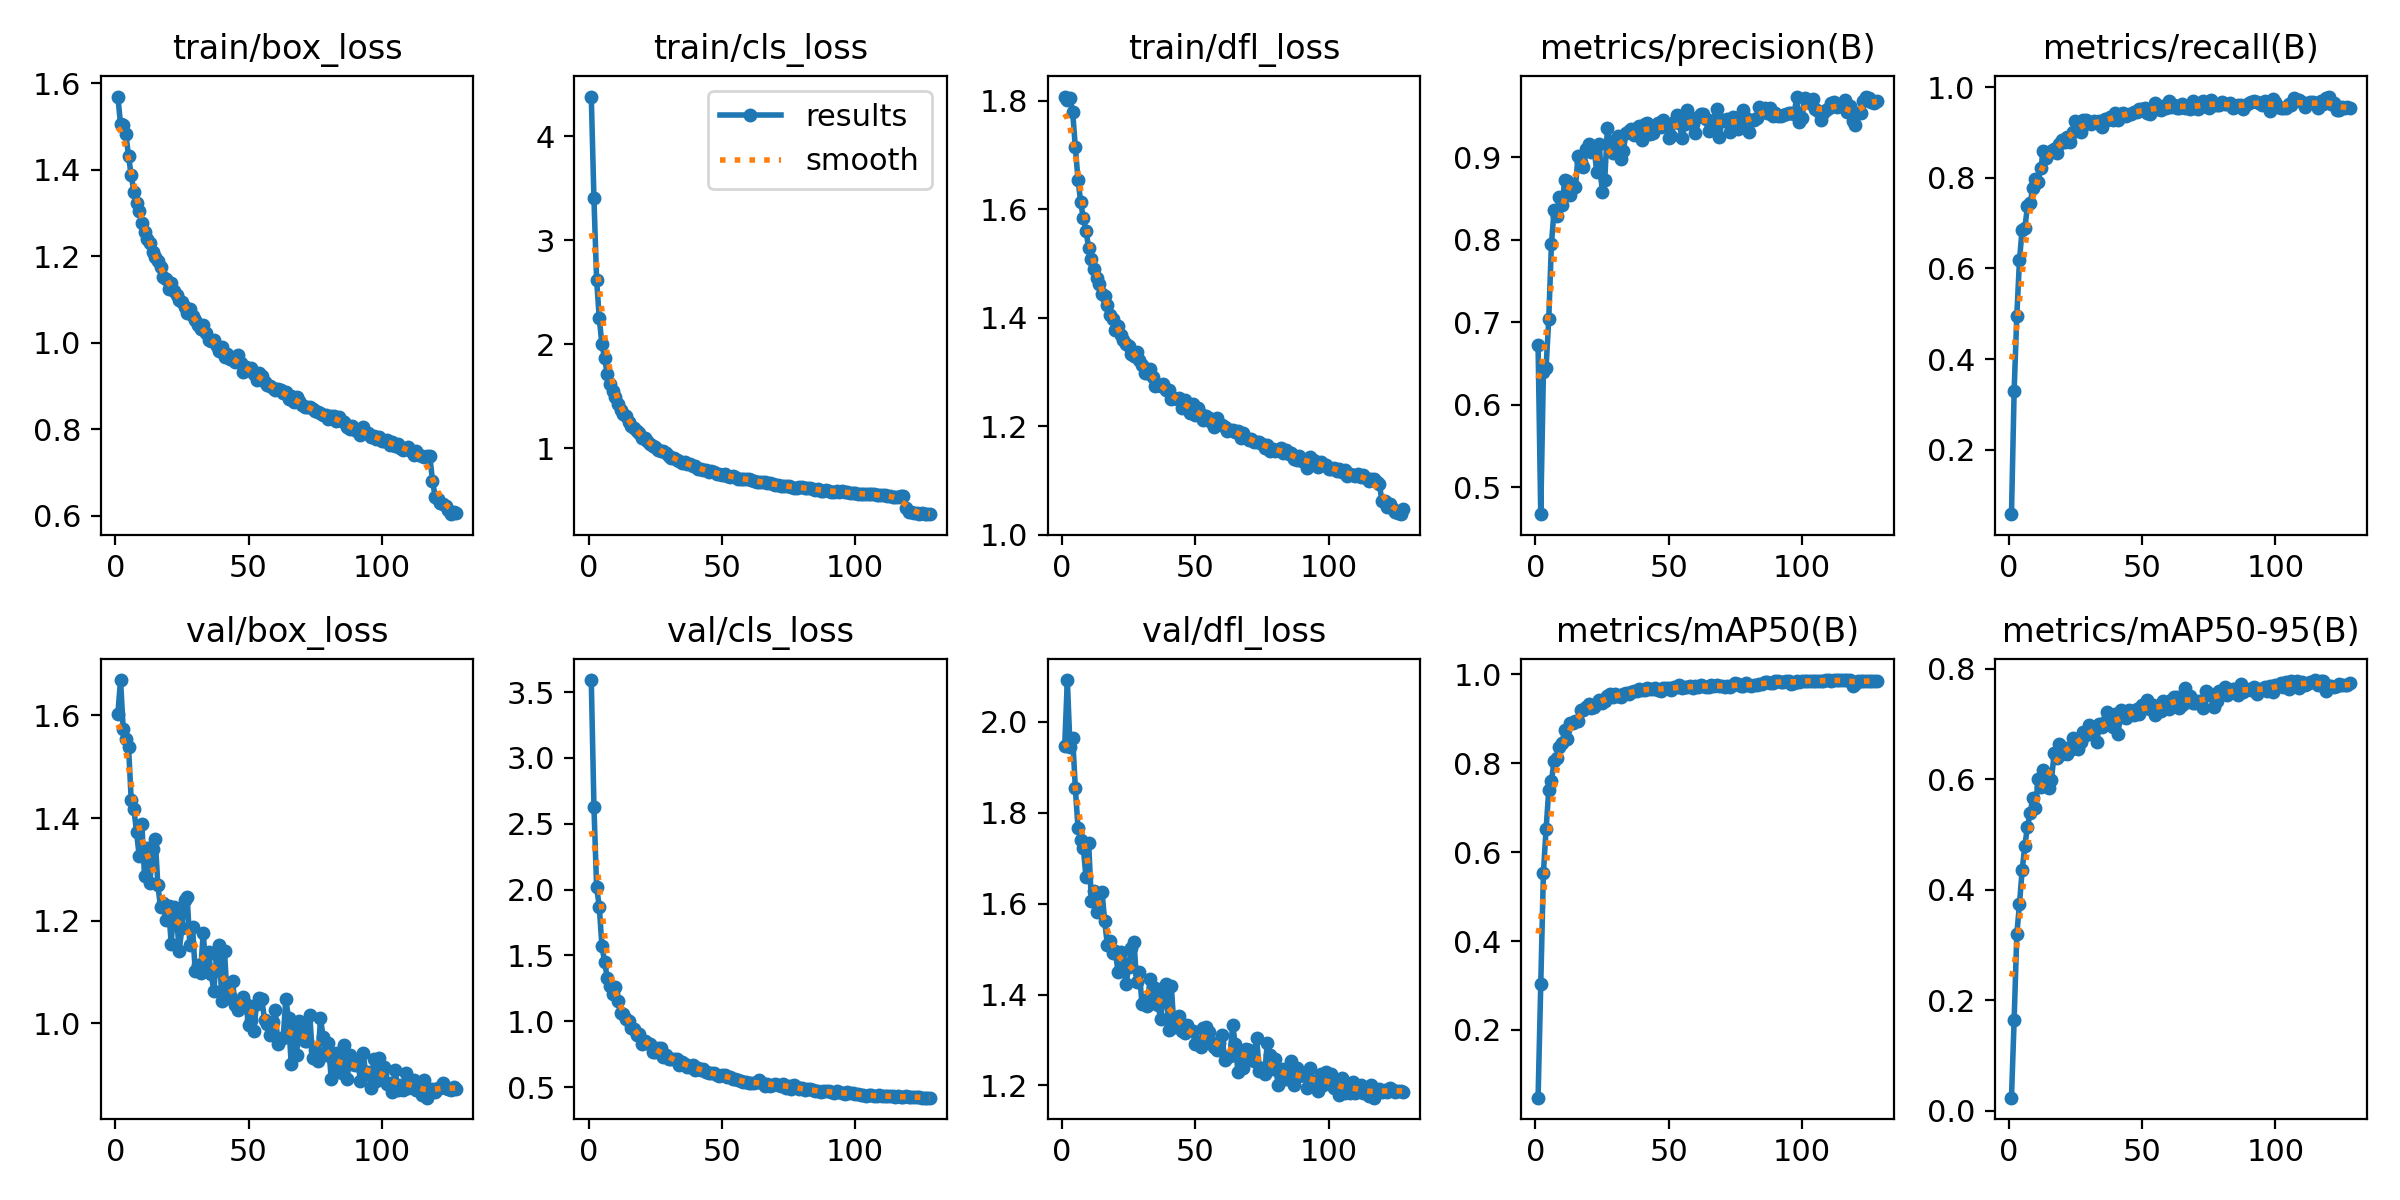 train/box_loss
1.6
1.4
1.2
1.0
0.8
0.6
0 50 100
train/cls_loss
results
smooth
4
3
2
1
0 50 100
train/dfl_loss
1.8
1.6
1.4
1.2
1.0
0 50 100
metrics/precision(B)
0.9
0.8
0.7
0.6
0.5
0 50 100
metrics/recall(B)
1.0
0.8
0.6
0.4
0.2
0 50 100
val/box_loss
1.6
1.4
1.2
1.0
0 50 100
val/cls_loss
3.5
3.0
2.5
2.0
1.5
1.0
0.5
0 50 100
val/dfl_loss
2.0
1.8
1.6
1.4
1.2
0 50 100
metrics/mAP50(B)
1.0
0.8
0.6
0.4
0.2
0 50 100
metrics/mAP50-95(B)
0.8
0.6
0.4
0.2
0.0
0 50 100